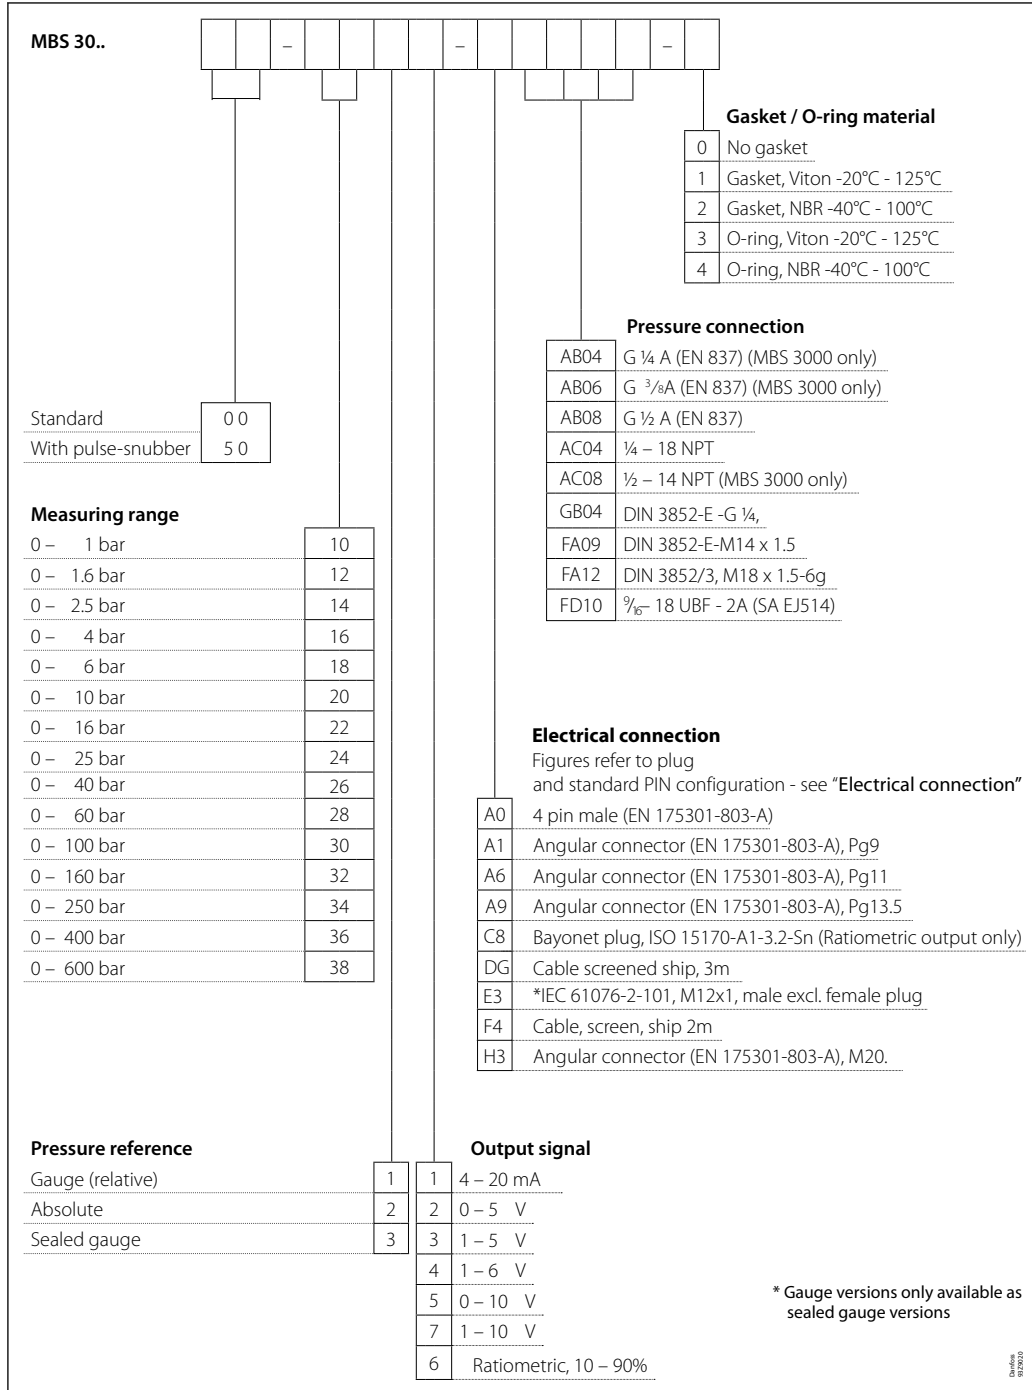 MBS 30..
– – –
Gasket / O-ring material
0 No gasket
1 Gasket, Viton -20°C - 125°C
2 Gasket, NBR -40°C - 100°C
3 O-ring, Viton -20°C - 125°C
4 O-ring, NBR -40°C - 100°C
Pressure connection
AB04 G ¼ A (EN 837) (MBS 3000 only)
AB06 G ³⁄₈A (EN 837) (MBS 3000 only)
AB08 G ½ A (EN 837)
AC04 ¼ – 18 NPT
AC08 ½ – 14 NPT (MBS 3000 only)
GB04 DIN 3852-E -G ¼,
FA09 DIN 3852-E-M14 x 1.5
FA12 DIN 3852/3, M18 x 1.5-6g
FD10 ⁹⁄₁₆– 18 UBF - 2A (SA EJ514)
Standard 0 0
With pulse-snubber 5 0
Measuring range
0 – 1 bar 10
0 – 1.6 bar 12
0 – 2.5 bar 14
0 – 4 bar 16
0 – 6 bar 18
0 – 10 bar 20
0 – 16 bar 22
0 – 25 bar 24
0 – 40 bar 26
0 – 60 bar 28
0 – 100 bar 30
0 – 160 bar 32
0 – 250 bar 34
0 – 400 bar 36
0 – 600 bar 38
Electrical connection
Figures refer to plug
and standard PIN configuration - see “Electrical connection”
A0 4 pin male (EN 175301-803-A)
A1 Angular connector (EN 175301-803-A), Pg9
A6 Angular connector (EN 175301-803-A), Pg11
A9 Angular connector (EN 175301-803-A), Pg13.5
C8 Bayonet plug, ISO 15170-A1-3.2-Sn (Ratiometric output only)
DG Cable screened ship, 3m
E3 *IEC 61076-2-101, M12x1, male excl. female plug
F4 Cable, screen, ship 2m
H3 Angular connector (EN 175301-803-A), M20.
Pressure reference
Gauge (relative) 1
Absolute 2
Sealed gauge 3
Output signal
1 4 – 20 mA
2 0 – 5 V
3 1 – 5 V
4 1 – 6 V
5 0 – 10 V
7 1 – 10 V
6 Ratiometric, 10 – 90%
* Gauge versions only available as
sealed gauge versions
Danfoss